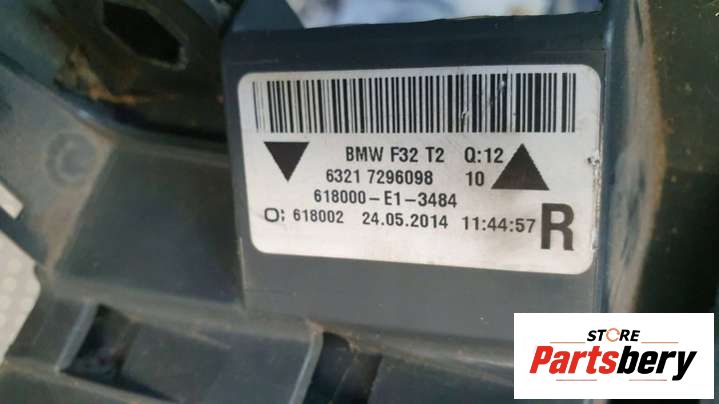 BMW F32 T2 Q:12
6321 7296098 10
618000-E1-3484
O; 618002 24.05.2014 11:44:57 R
STORE
Partsbery